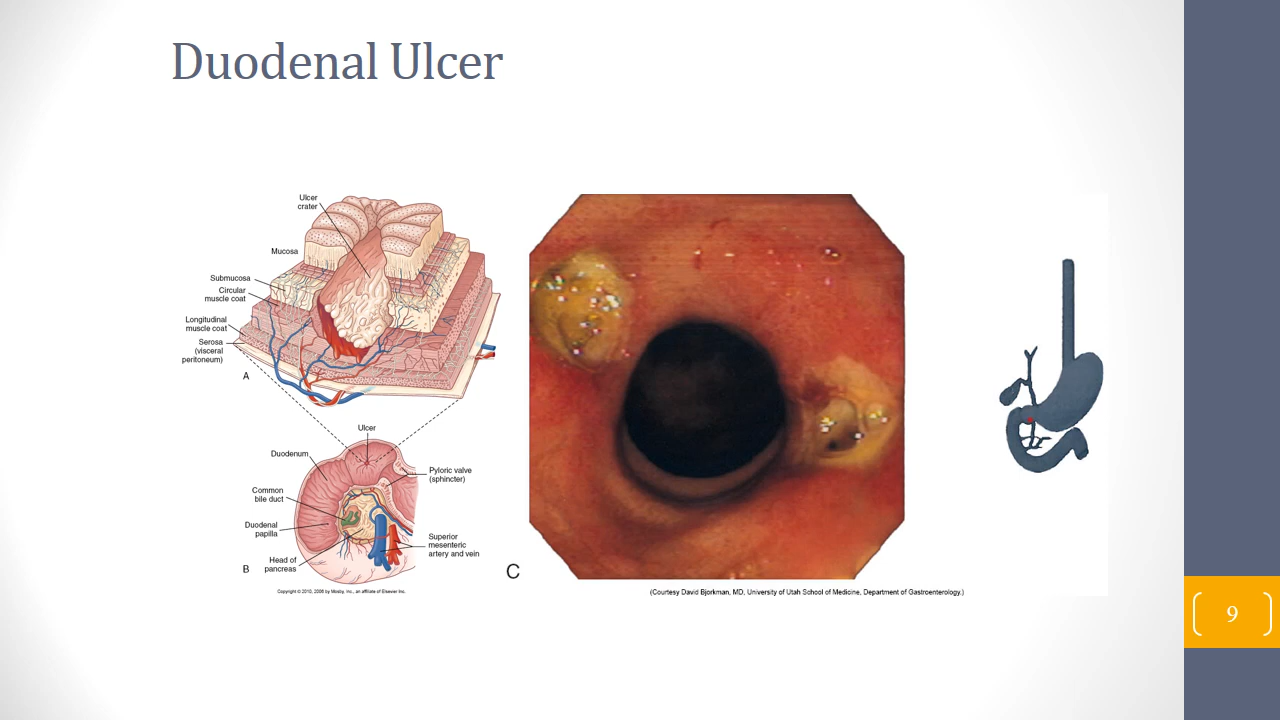 Duodenal Ulcer
Ulcer
crater
Mucosa
Submucosa
Circular
muscle coat
Longitudinal
muscle coat
Serosa
(visceral
peritoneum)
A
Ulcer
Duodenum
Pyloric valve
(sphincter)
Common
bile duct
Duodenal
papilla
Superior
mesenteric
artery and vein
Head of
pancreas
B
Copyright © 2010, 2006 by Mosby, Inc., an affiliate of Elsevier Inc.
C
(Courtesy David Bjorkman, MD, University of Utah School of Medicine, Department of Gastroenterology.)
9